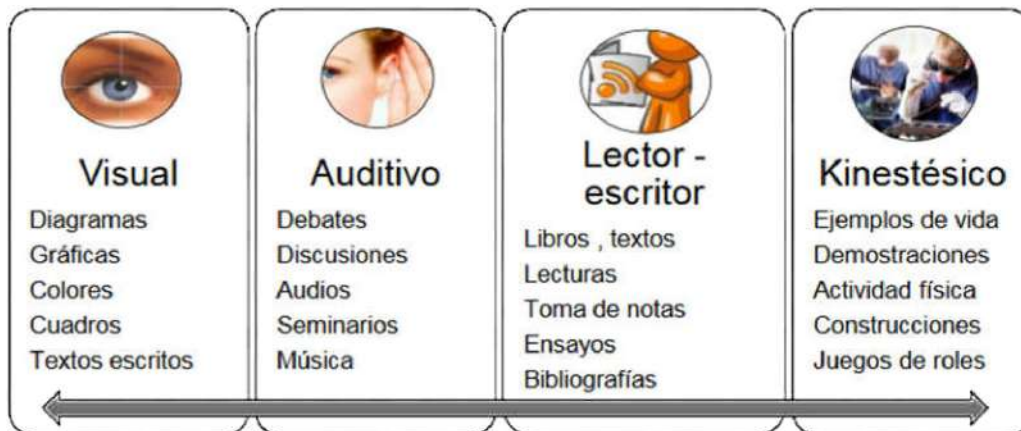 Visual
Diagramas
Gráficas
Colores
Cuadros
Textos escritos
Auditivo
Debates
Discusiones
Audios
Seminarios
Música
Lector -
escritor
Libros , textos
Lecturas
Toma de notas
Ensayos
Bibliografías
Kinestésico
Ejemplos de vida
Demostraciones
Actividad física
Construcciones
Juegos de roles